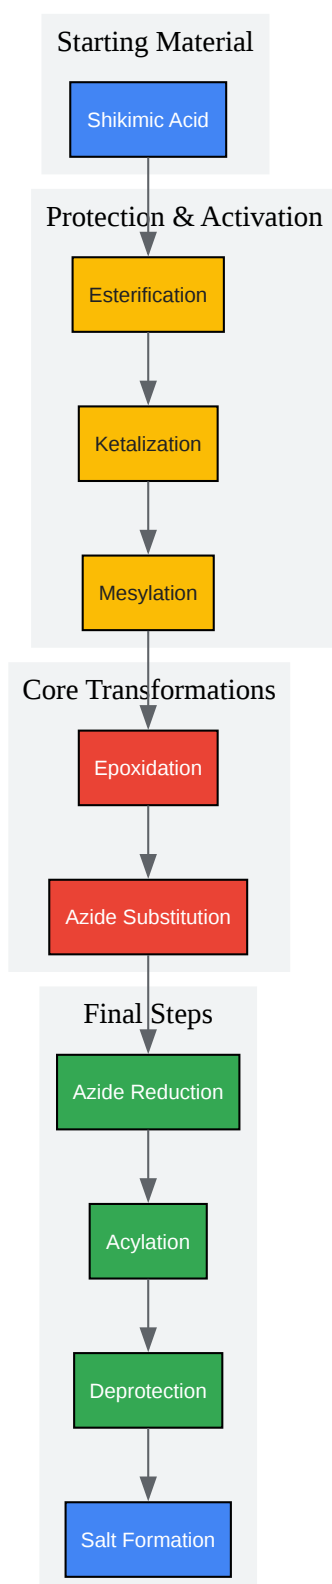 Starting Material
Shikimic Acid
Protection & Activation
Esterification
Ketalization
Mesylation
Core Transformations
Epoxidation
Azide Substitution
Final Steps
Azide Reduction
Acylation
Deprotection
Salt Formation